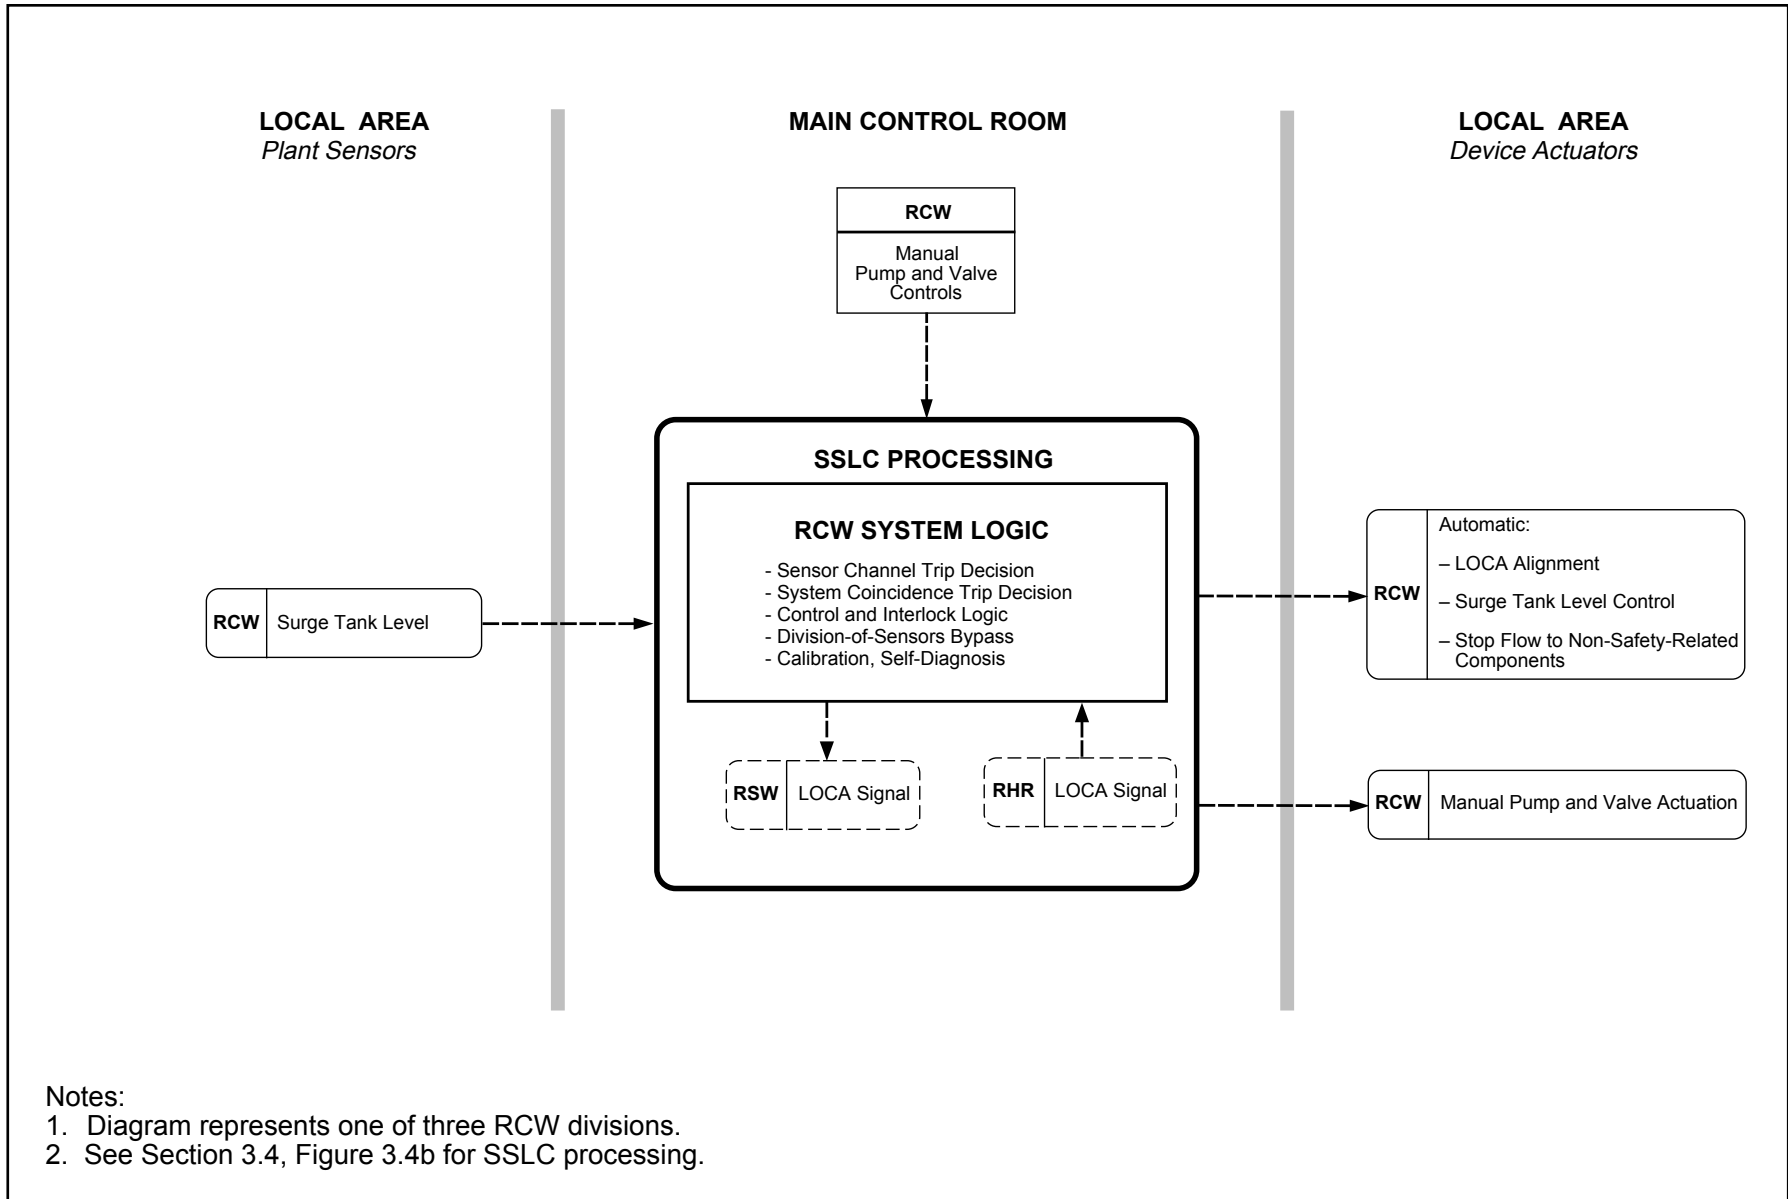 LOCAL AREA
Plant Sensors
MAIN CONTROL ROOM
LOCAL AREA
Device Actuators
RCW
Manual
Pump and Valve
Controls
SSLC PROCESSING
RCW SYSTEM LOGIC
- Sensor Channel Trip Decision
- System Coincidence Trip Decision
- Control and Interlock Logic
- Division-of-Sensors Bypass
- Calibration, Self-Diagnosis
RCW Surge Tank Level
RSW LOCA Signal
RHR LOCA Signal
RCW
Automatic:
– LOCA Alignment
– Surge Tank Level Control
– Stop Flow to Non-Safety-Related
Components
RCW Manual Pump and Valve Actuation
Notes:
1. Diagram represents one of three RCW divisions.
2. See Section 3.4, Figure 3.4b for SSLC processing.